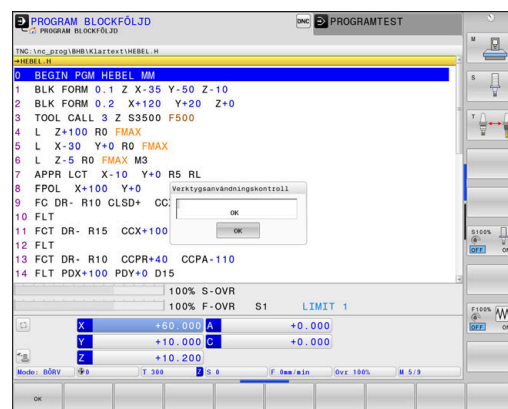 PROGRAM BLOCKFÖLJD
DNC PROGRAMTEST
PROGRAM BLOCKFÖLJD
TNC:\nc_prog\BHB\Klartext\HEBEL.H
→HEBEL.H
0 BEGIN PGM HEBEL MM
1 BLK FORM 0.1 Z X-35 Y-50 Z-10
2 BLK FORM 0.2 X+120 Y+20 Z+0
3 TOOL CALL 3 Z S3500 F500
4 L Z+100 R0 FMAX
5 L X-30 Y+0 R0 FMAX
6 L Z-5 R0 FMAX M3
7 APPR LCT X-10 Y+0 R5 RL
8 FPOL X+100 Y+0
9 FC DR- R10 CLSD+
10 FLT
11 FCT DR- R15 CCX+100
12 FLT
13 FCT DR- R10 CCPR+40 CCPA-110
14 FLT PDX+100 PDY+0 D15
Verktygsanvändningskontroll
OK
OK
100% S-OVR
100% F-OVR S1 LIMIT 1
X +60.000 A +0.000
Y +10.000 C +0.000
Z +10.200
Mode: BÖRV 0 T 300 Z S 0 F 0mm/min Ovr 100% M 5/9
OK
M
S
T
S100%
OFF
F100%
OFF